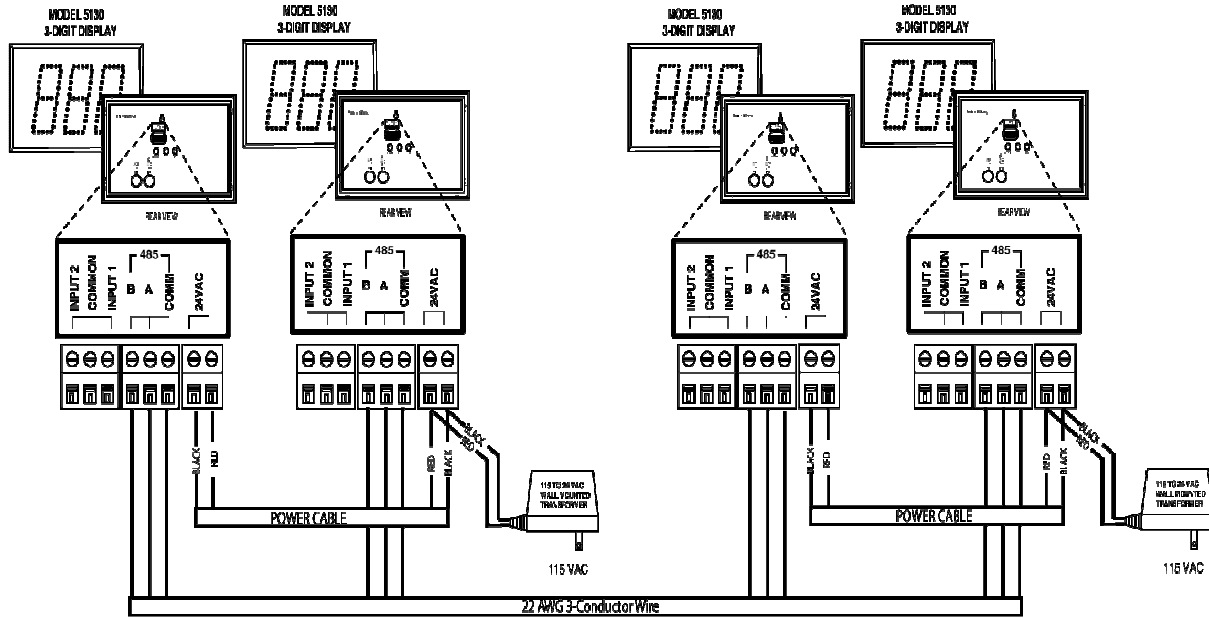 MODEL 5130
3-DIGIT DISPLAY
MODEL 5130
3-DIGIT DISPLAY
MODEL 5130
3-DIGIT DISPLAY
MODEL 5130
3-DIGIT DISPLAY
REAR VIEW
REAR VIEW
REAR VIEW
REAR VIEW
INPUT 2
COMMON
INPUT 1
485
B A
COMM
24VAC
INPUT 2
COMMON
INPUT 1
485
B A
COMM
24VAC
INPUT 2
COMMON
INPUT 1
485
B A
COMM
24VAC
INPUT 2
COMMON
INPUT 1
485
B A
COMM
24VAC
BLACK
RED
RED
BLACK
BLACK
RED
BLACK
RED
RED
BLACK
BLACK
RED
115 TO 24 VAC
WALL MOUNTED
TRANSFORMER
115 TO 24 VAC
WALL MOUNTED
TRANSFORMER
POWER CABLE
POWER CABLE
115 VAC
115 VAC
22 AWG 3-Conductor Wire